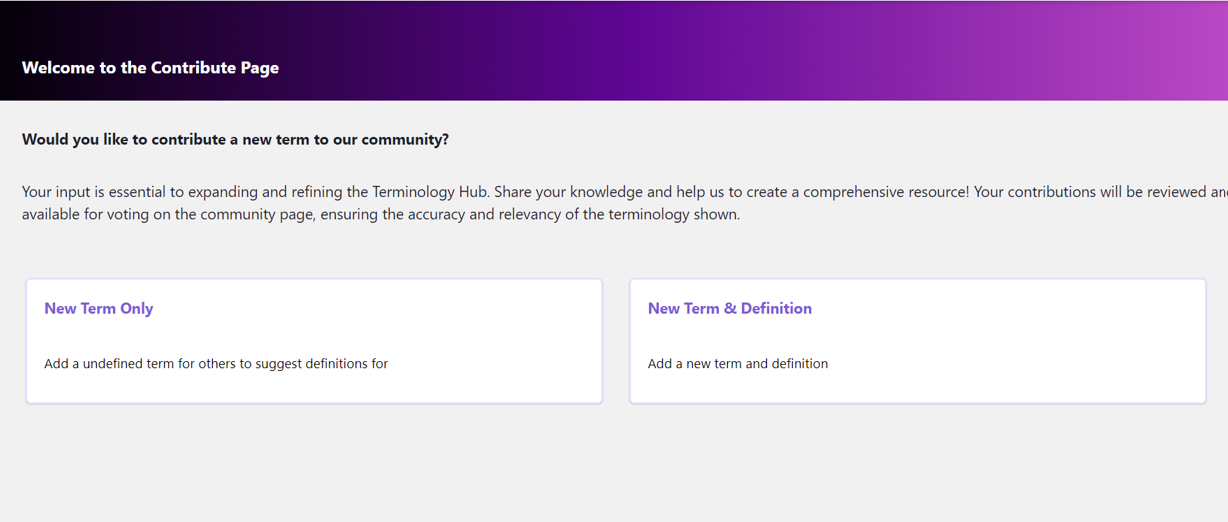 Welcome to the Contribute Page
Would you like to contribute a new term to our community?
Your input is essential to expanding and refining the Terminology Hub. Share your knowledge and help us to create a comprehensive resource! Your contributions will be reviewed
available for voting on the community page, ensuring the accuracy and relevancy of the terminology shown.
New Term Only
Add a undefined term for others to suggest definitions for
New Term & Definition
Add a new term and definition